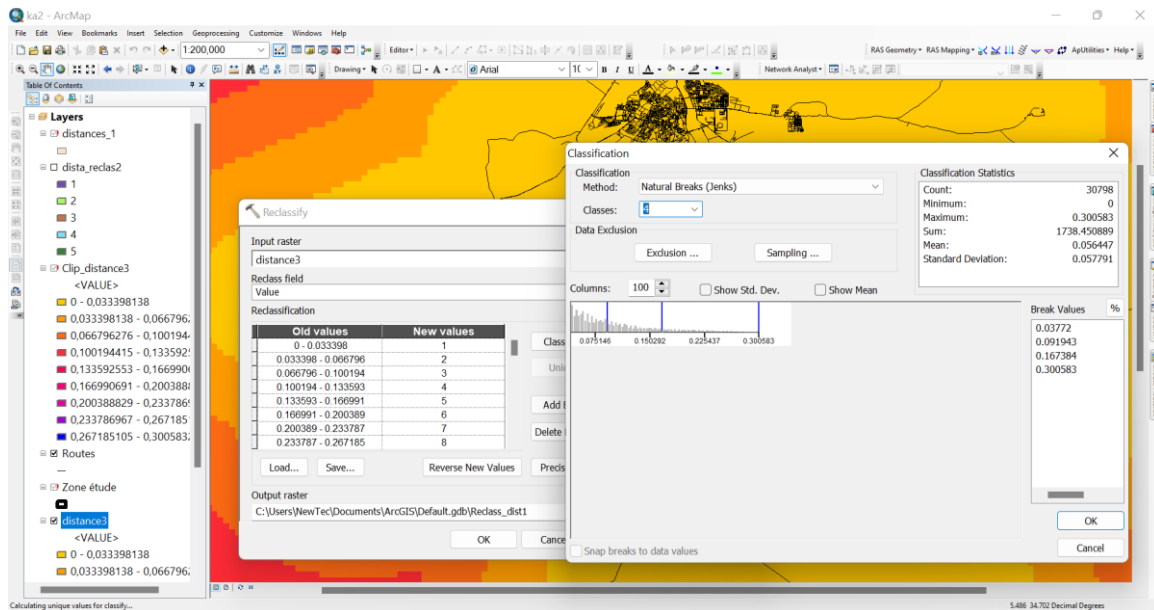 ka2 - ArcMap
File Edit View Bookmarks Insert Selection Geoprocessing Customize Windows Help
1:200,000
Editor
RAS Geometry RAS Mapping ApUtilities Help
Drawing A Arial 10 B I U A
Network Analyst
Table Of Contents
Layers
distances_1
dista_reclas2
1
2
3
4
5
Clip_distance3
<VALUE>
0 - 0,033398138
0,033398138 - 0,066796
0,066796276 - 0,100194
0,100194415 - 0,13359
0,133592553 - 0,16699
0,166990691 - 0,200388
0,200388829 - 0,233786
0,233786967 - 0,267185
0,267185105 - 0,300583
Routes
Zone étude
distance3
<VALUE>
0 - 0,033398138
0,033398138 - 0,066796
Reclassify
Input raster
distance3
Reclass field
Value
Reclassification
Old values New values
0 - 0.033398 1
0.033398 - 0.066796 2
0.066796 - 0.100194 3
0.100194 - 0.133593 4
0.133593 - 0.166991 5
0.166991 - 0.200389 6
0.200389 - 0.233787 7
0.233787 - 0.267185 8
Class
Uni
Add E
Delete
Load... Save... Reverse New Values Precis
Output raster
C:\Users\NewTec\Documents\ArcGIS\Default.gdb\Reclass_dist1
OK Cance
Classification
Classification
Method: Natural Breaks (Jenks)
Classes: 4
Data Exclusion
Exclusion ... Sampling ...
Columns: 100 Show Std. Dev. Show Mean
Classification Statistics
Count: 30798
Minimum: 0
Maximum: 0.300583
Sum: 1738.450889
Mean: 0.056447
Standard Deviation: 0.057791
0.075146 0.150292 0.225437 0.300583
Break Values %
0.03772
0.091943
0.167384
0.300583
OK
Cancel
Snap breaks to data values
Calculating unique values for classify...
5.486 34.702 Decimal Degrees